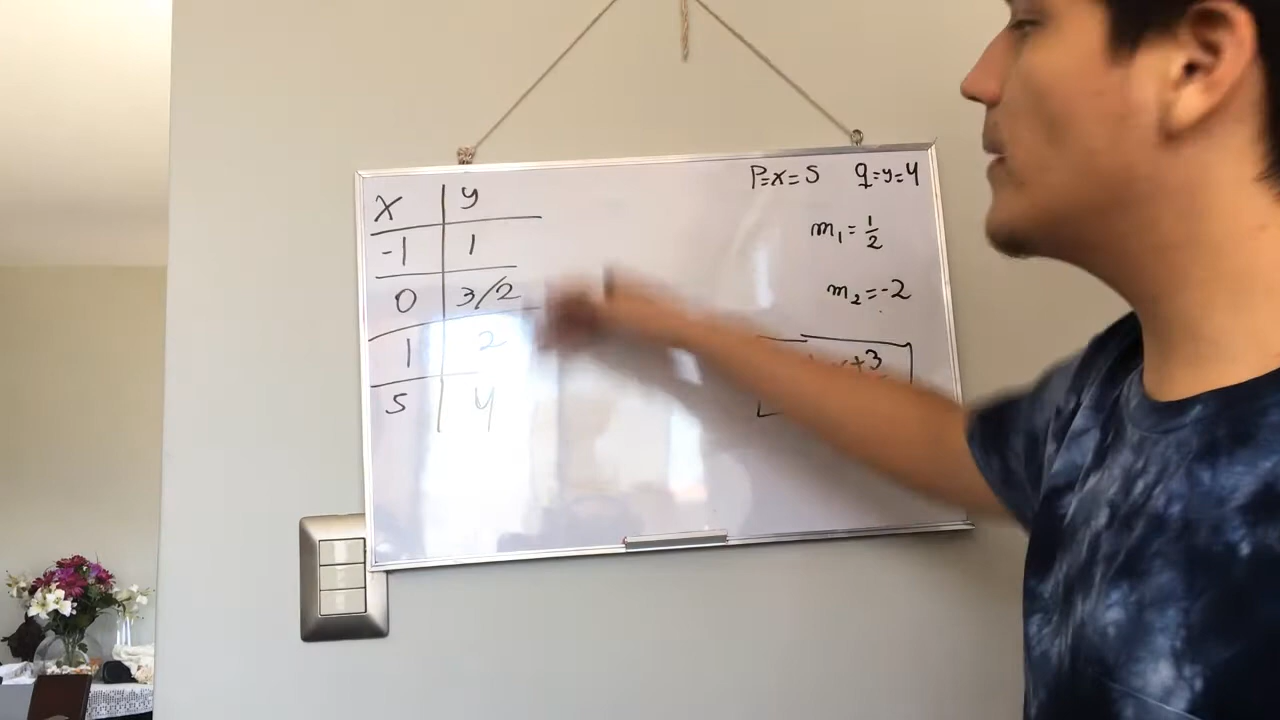 x y
-1 1
0 3/2
1 2
5 4
P=x=5 q=y=4
m₁=1/2
m₂=-2
x+3